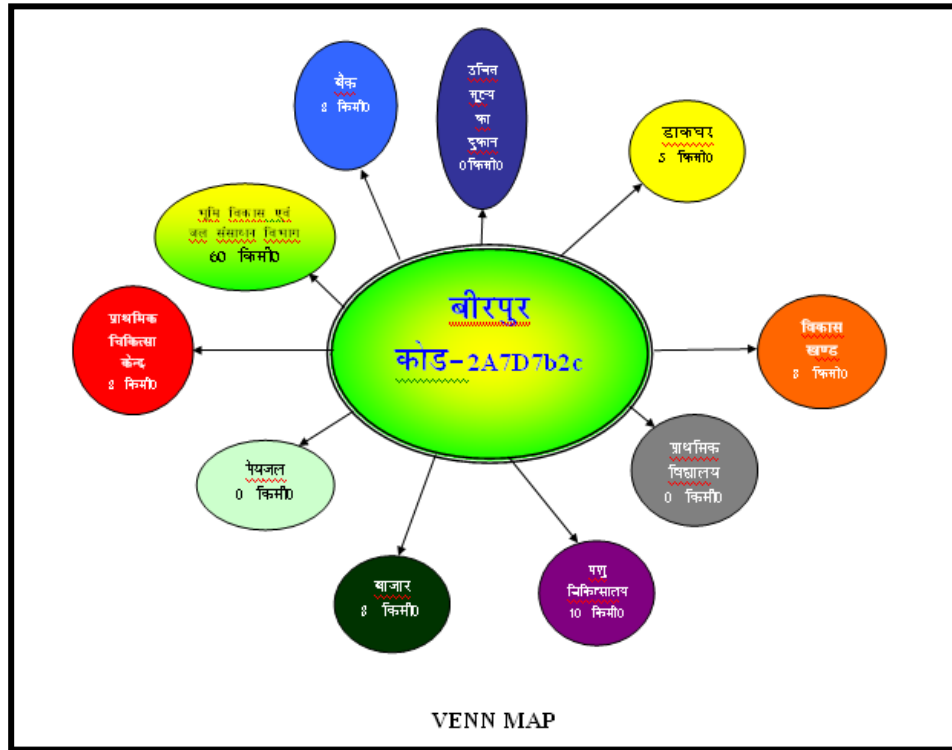 बैंक
8 किमी0
उचित
मूल्य
का
दुकान
0किमी0
डाकघर
5 किमी0
भूमि विकास एवं
जल संसाधन विभाग
60 किमी0
बीरपुर
कोड-2A7D7b2c
प्राथमिक
चिकित्सा
केन्द्र
8 किमी0
विकास
खण्ड
8 किमी0
पेयजल
0 किमी0
प्राथमिक
विद्यालय
0 किमी0
बाजार
8 किमी0
पशु
चिकित्सालय
10 किमी0
VENN MAP